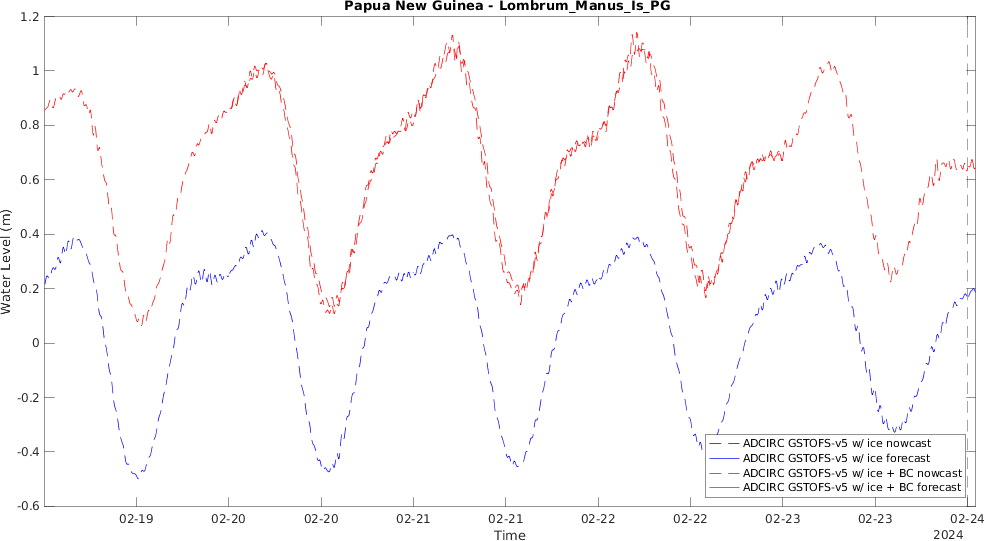 Papua New Guinea - Lombrum_Manus_Is_PG
1.2
1
0.8
0.6
0.4
0.2
0
-0.2
-0.4
-0.6
Water Level (m)
ADCIRC GSTOFS-v5 w/ ice nowcast
ADCIRC GSTOFS-v5 w/ ice forecast
ADCIRC GSTOFS-v5 w/ ice + BC nowcast
ADCIRC GSTOFS-v5 w/ ice + BC forecast
02-19 02-20 02-20 02-21 02-21 02-22 02-22 02-23 02-23 02-24
Time
2024